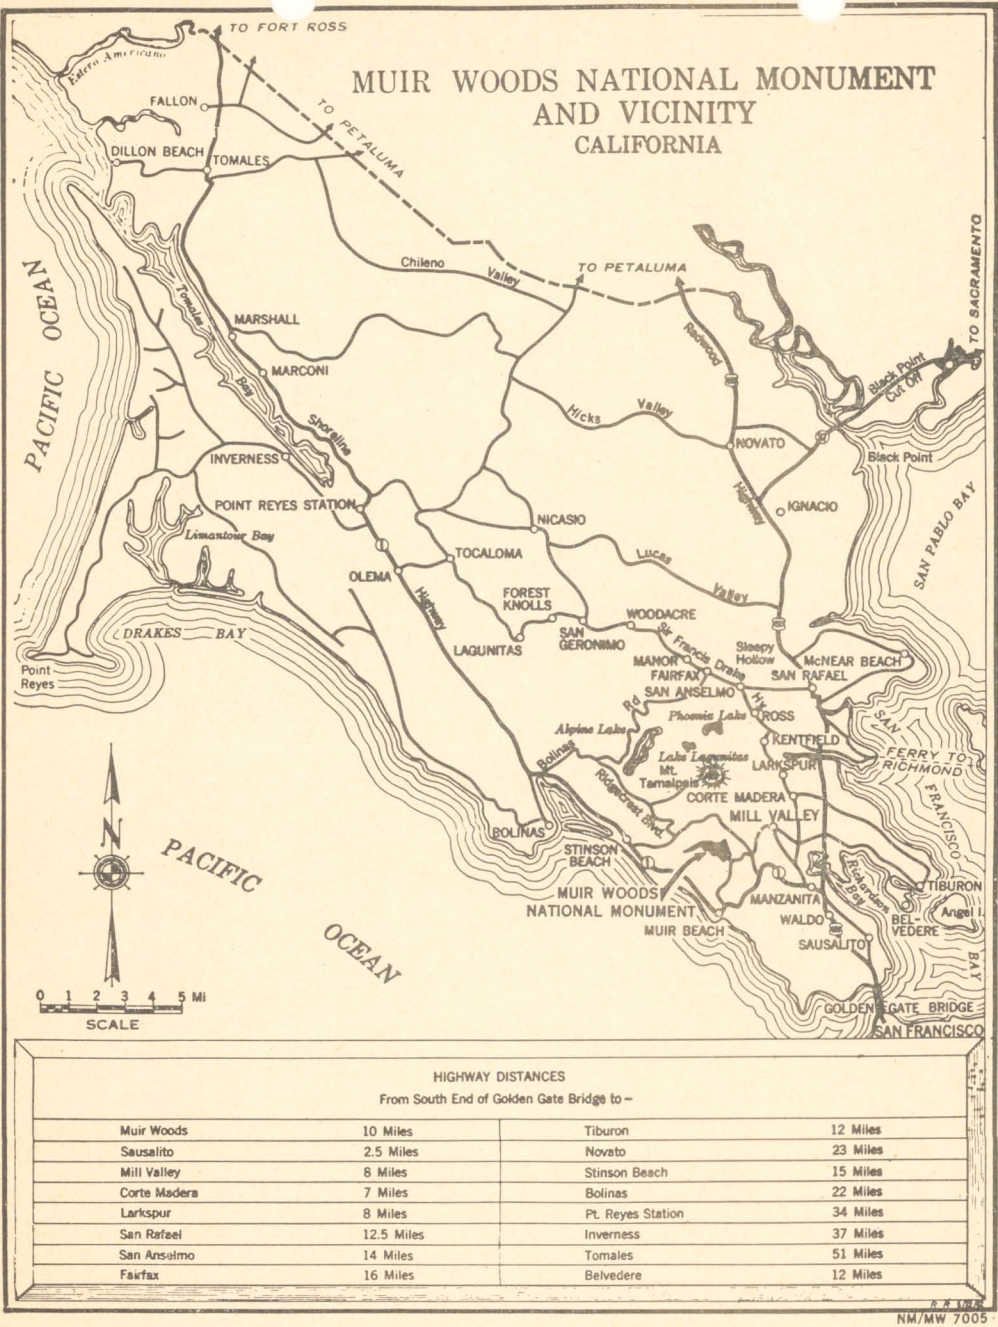 TO FORT ROSS
Estero Americano
MUIR WOODS NATIONAL MONUMENT
AND VICINITY
CALIFORNIA
FALLON
TO PETALUMA
DILLON BEACH
TOMALES
Chileno
Valley
TO PETALUMA
PACIFIC OCEAN
Tomales
Bay
MARSHALL
MARCONI
Shoreline
Redwood
Highway
TO SACRAMENTO
Black Point
Cut Off
Hicks
Valley
NOVATO
Black Point
INVERNESS
POINT REYES STATION
IGNACIO
NICASIO
Limantour Bay
TOCALOMA
SAN PABLO BAY
OLEMA
Highway
1
Lucas
Valley
FOREST
KNOLLS
WOODACRE
DRAKES BAY
LAGUNITAS
SAN
GERONIMO
Sir Francis Drake
Hy
Sleepy
Hollow
McNEAR BEACH
MANOR
FAIRFAX
SAN RAFAEL
Point
Reyes
SAN ANSELMO
Rd
Phoenix Lake
ROSS
Alpine Lake
KENTFIELD
SAN
FRANCISCO
BAY
FERRY TO
RICHMOND
Bolinas
Lake Lagunitas
LARKSPUR
Mt.
Tamalpais
Ridgecrest Blvd.
CORTE MADERA
N
MILL VALLEY
BOLINAS
STINSON
BEACH
1
1
Richardson
Bay
TIBURON
PACIFIC
OCEAN
MUIR WOODS
NATIONAL MONUMENT
MANZANITA
WALDO
BEL-
VEDERE
Angel I.
MUIR BEACH
SAUSALITO
0 1 2 3 4 5 Mi
SCALE
GOLDEN GATE BRIDGE
SAN FRANCISCO
HIGHWAY DISTANCES
From South End of Golden Gate Bridge to -
Muir Woods 10 Miles Tiburon 12 Miles
Sausalito 2.5 Miles Novato 23 Miles
Mill Valley 8 Miles Stinson Beach 15 Miles
Corte Madera 7 Miles Bolinas 22 Miles
Larkspur 8 Miles Pt. Reyes Station 34 Miles
San Rafael 12.5 Miles Inverness 37 Miles
San Anselmo 14 Miles Tomales 51 Miles
Fairfax 16 Miles Belvedere 12 Miles
NM/MW 7005